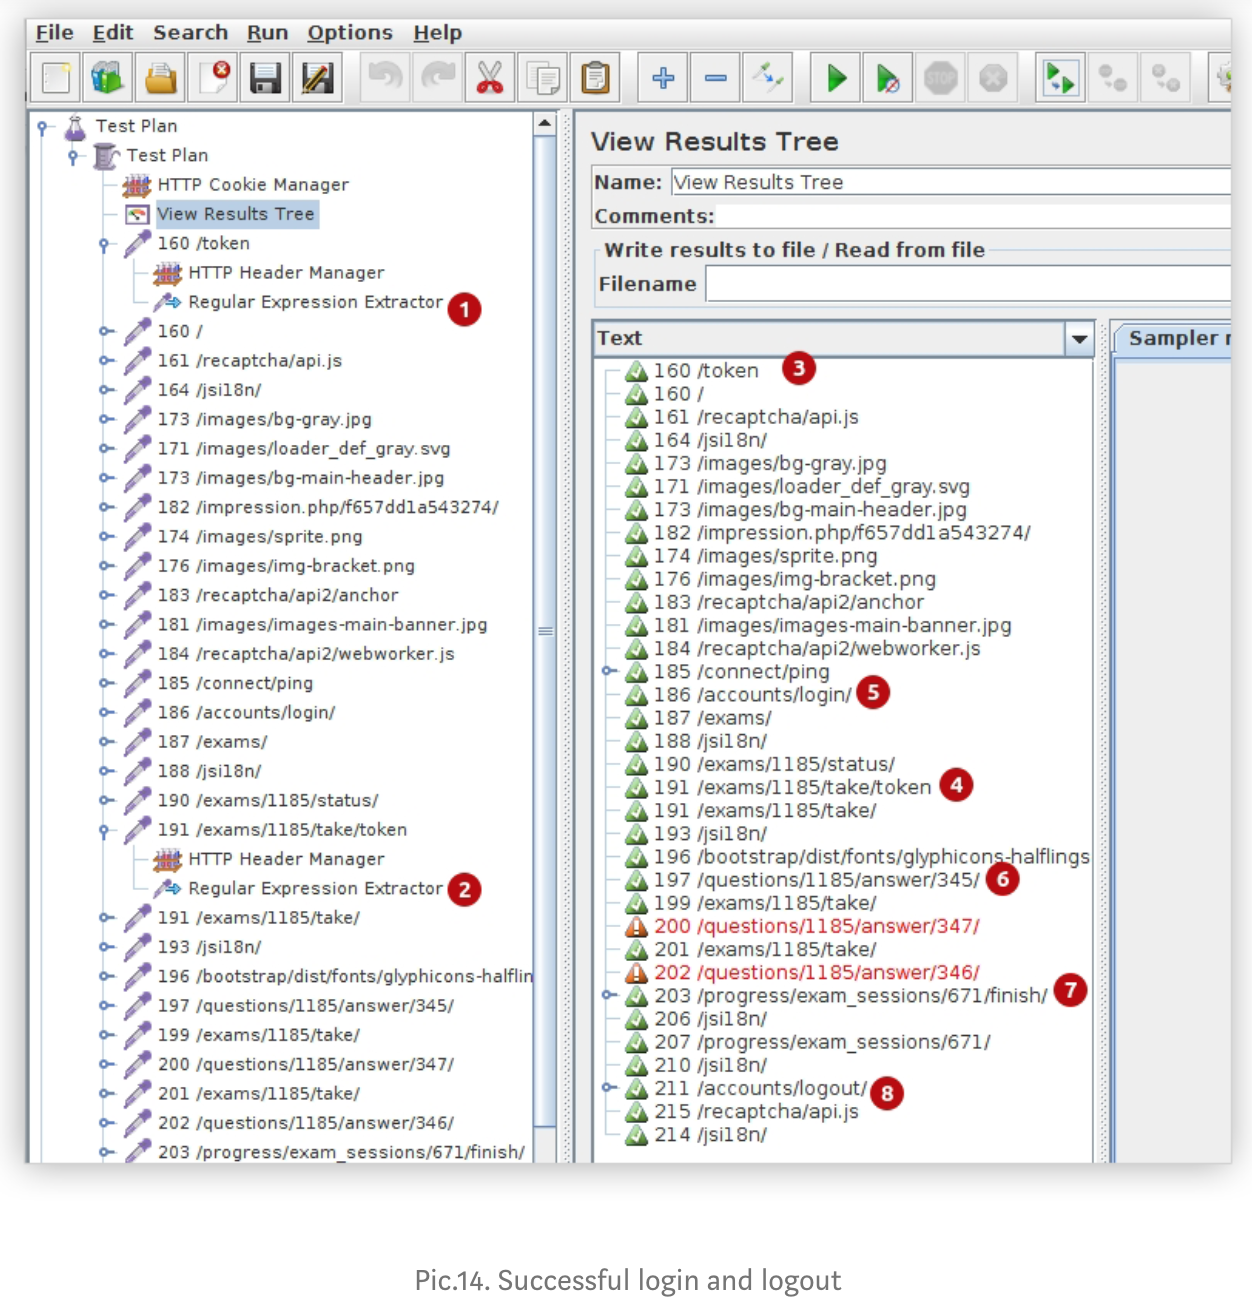 File Edit Search Run Options Help
STOP
Test Plan
Test Plan
HTTP Cookie Manager
View Results Tree
160 /token
HTTP Header Manager
Regular Expression Extractor 1
160 /
161 /recaptcha/api.js
164 /jsi18n/
173 /images/bg-gray.jpg
171 /images/loader_def_gray.svg
173 /images/bg-main-header.jpg
182 /impression.php/f657dd1a543274/
174 /images/sprite.png
176 /images/img-bracket.png
183 /recaptcha/api2/anchor
181 /images/images-main-banner.jpg
184 /recaptcha/api2/webworker.js
185 /connect/ping
186 /accounts/login/
187 /exams/
188 /jsi18n/
190 /exams/1185/status/
191 /exams/1185/take/token
HTTP Header Manager
Regular Expression Extractor 2
191 /exams/1185/take/
193 /jsi18n/
196 /bootstrap/dist/fonts/glyphicons-halflin
197 /questions/1185/answer/345/
199 /exams/1185/take/
200 /questions/1185/answer/347/
201 /exams/1185/take/
202 /questions/1185/answer/346/
203 /progress/exam_sessions/671/finish/
View Results Tree
Name: View Results Tree
Comments:
Write results to file / Read from file
Filename
Text
Sampler r
160 /token 3
160 /
161 /recaptcha/api.js
164 /jsi18n/
173 /images/bg-gray.jpg
171 /images/loader_def_gray.svg
173 /images/bg-main-header.jpg
182 /impression.php/f657dd1a543274/
174 /images/sprite.png
176 /images/img-bracket.png
183 /recaptcha/api2/anchor
181 /images/images-main-banner.jpg
184 /recaptcha/api2/webworker.js
185 /connect/ping
186 /accounts/login/ 5
187 /exams/
188 /jsi18n/
190 /exams/1185/status/
191 /exams/1185/take/token 4
191 /exams/1185/take/
193 /jsi18n/
196 /bootstrap/dist/fonts/glyphicons-halflings
197 /questions/1185/answer/345/ 6
199 /exams/1185/take/
200 /questions/1185/answer/347/
201 /exams/1185/take/
202 /questions/1185/answer/346/
203 /progress/exam_sessions/671/finish/ 7
206 /jsi18n/
207 /progress/exam_sessions/671/
210 /jsi18n/
211 /accounts/logout/ 8
215 /recaptcha/api.js
214 /jsi18n/
Pic.14. Successful login and logout